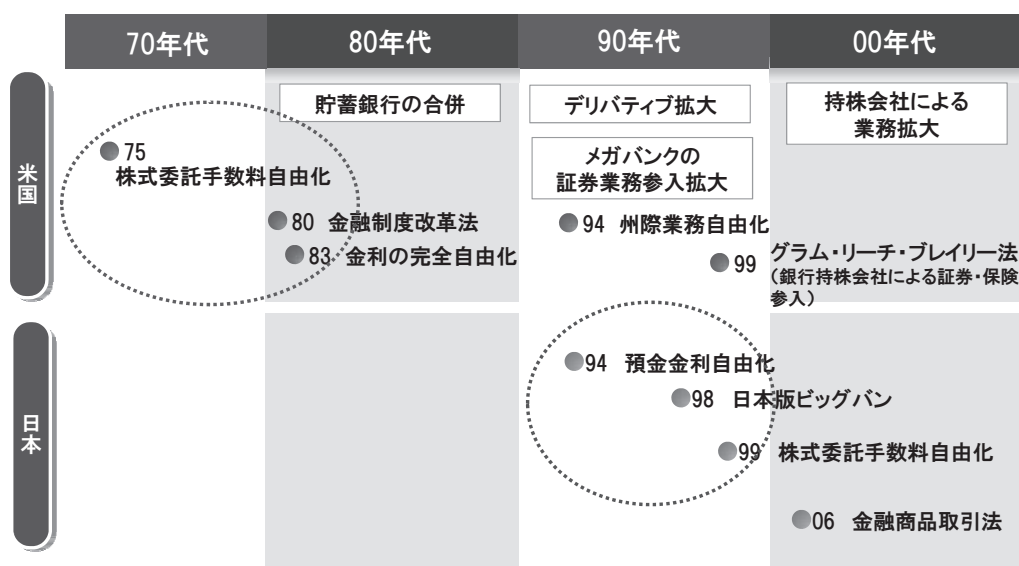 70年代
80年代
90年代
00年代
米国
貯蓄銀行の合併
デリバティブ拡大
持株会社による
業務拡大
メガバンクの
証券業務参入拡大
75
株式委託手数料自由化
80 金融制度改革法
83 金利の完全自由化
94 州際業務自由化
99 グラム・リーチ・ブレイリー法
（銀行持株会社による証券・保険
参入）
日本
94 預金金利自由化
98 日本版ビッグバン
99 株式委託手数料自由化
06 金融商品取引法